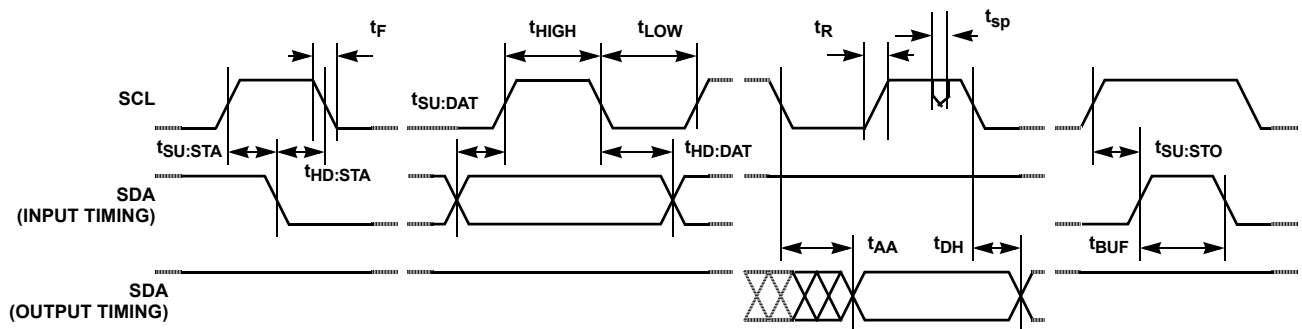 tF
tHIGH
tLOW
tR
tsp
SCL
tSU:DAT
tSU:STA
tHD:STA
tHD:DAT
tSU:STO
SDA
(INPUT TIMING)
tAA
tDH
tBUF
SDA
(OUTPUT TIMING)